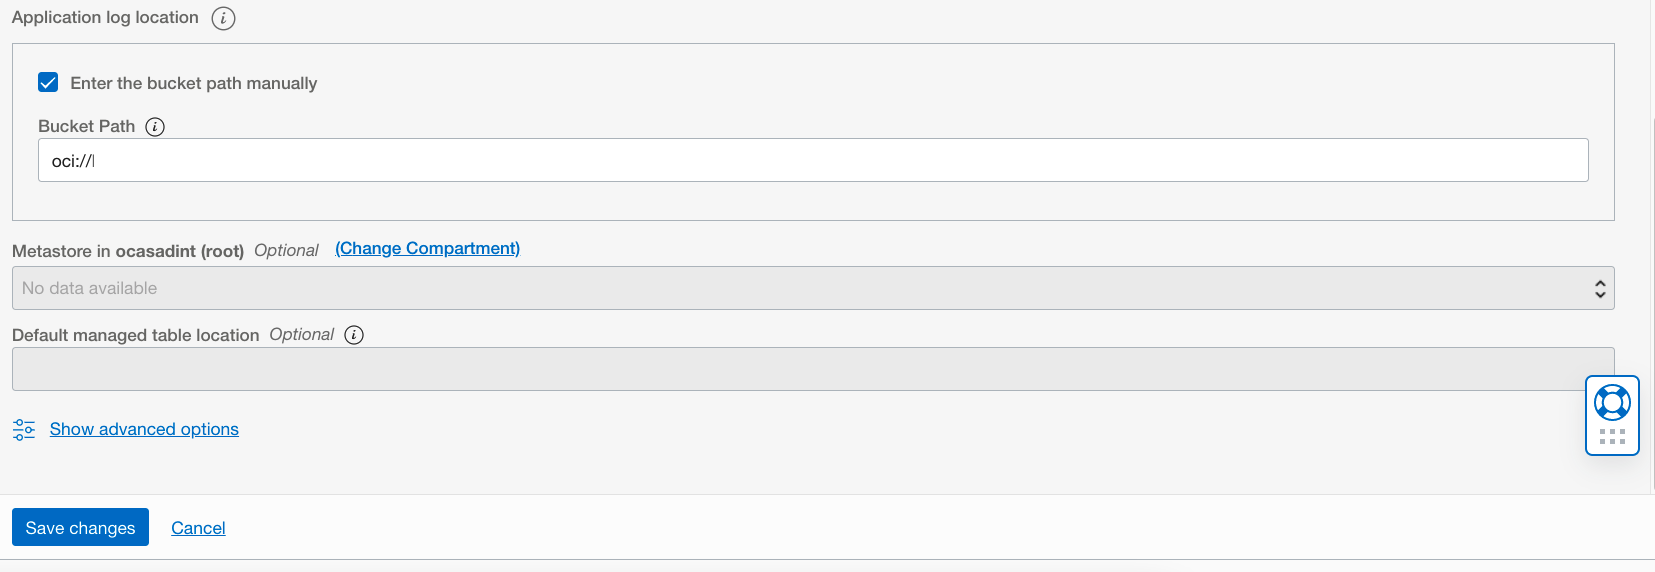 Application log location
Enter the bucket path manually
Bucket Path
oci://
Metastore in ocasadint (root) Optional (Change Compartment)
No data available
Default managed table location Optional
Show advanced options
Save changes Cancel